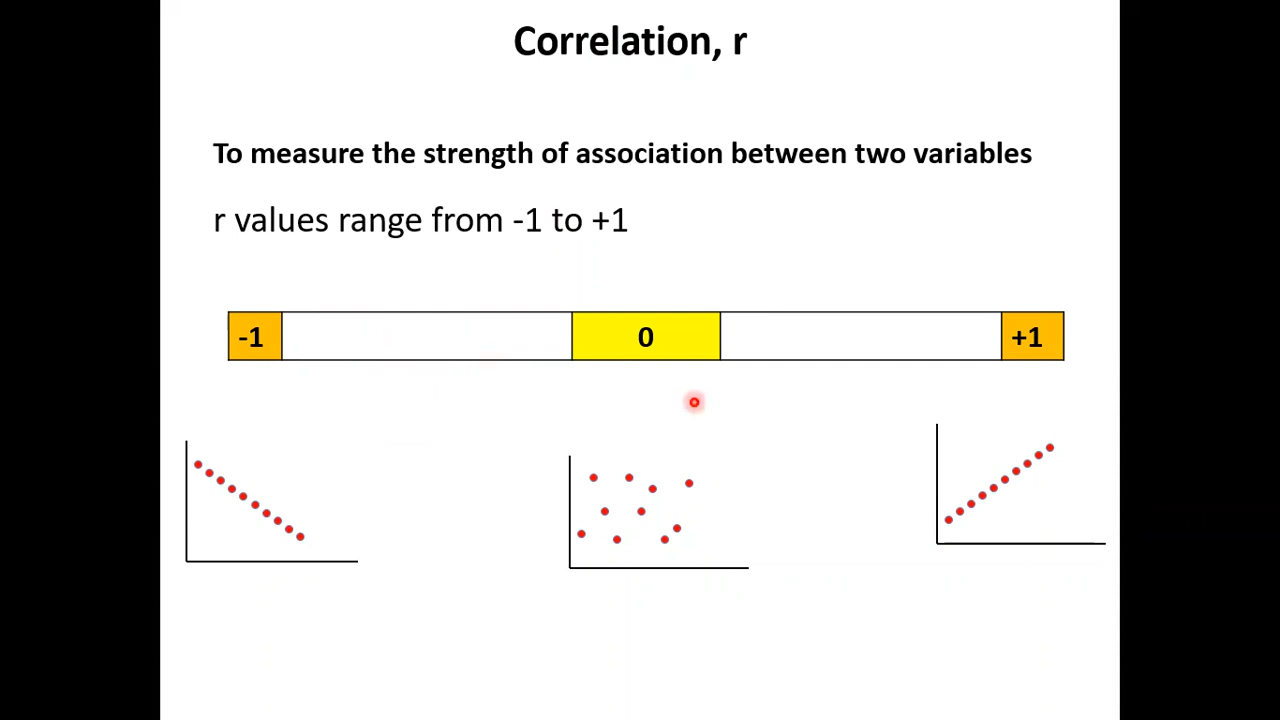 Correlation, r
To measure the strength of association between two variables
r values range from -1 to +1
-1 0 +1